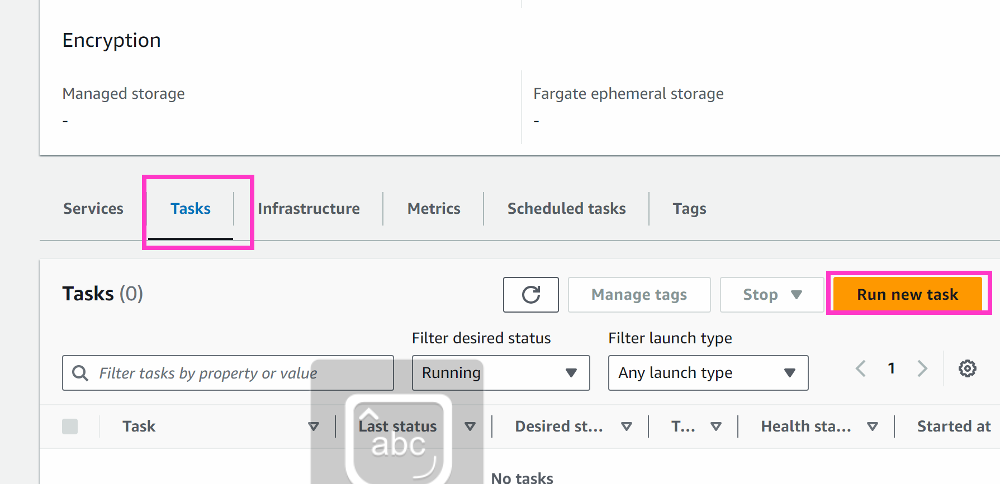 Encryption
Managed storage
Fargate ephemeral storage
-
-
Services
Tasks
Infrastructure
Metrics
Scheduled tasks
Tags
Tasks (0)
Manage tags
Stop
Run new task
Filter desired status
Filter launch type
Filter tasks by property or value
Running
Any launch type
1
Task
Last status
Desired st...
T...
Health sta...
Started at
abc
No tasks